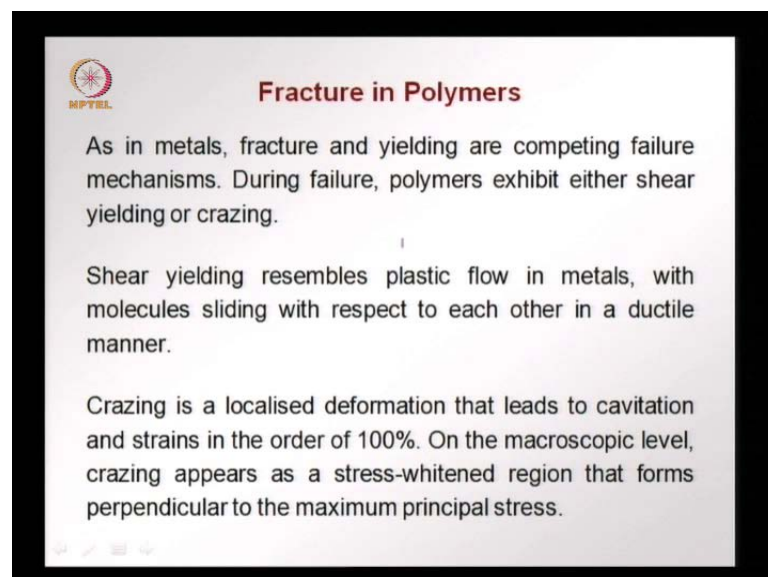 NPTEL
Fracture in Polymers
As in metals, fracture and yielding are competing failure
mechanisms. During failure, polymers exhibit either shear
yielding or crazing.
Shear yielding resembles plastic flow in metals, with
molecules sliding with respect to each other in a ductile
manner.
Crazing is a localised deformation that leads to cavitation
and strains in the order of 100%. On the macroscopic level,
crazing appears as a stress-whitened region that forms
perpendicular to the maximum principal stress.